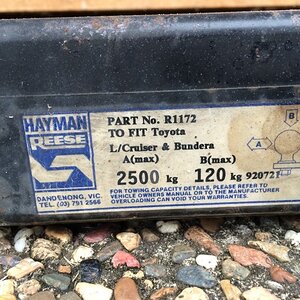 HAYMAN
REESE
DANDENONG, VIC.
TEL. (03) 791 2566
PART No. R1172
TO FIT Toyota
L/Cruiser & Bundera
A(max) B(max)
2500 kg 120 kg 920721
FOR TOWING CAPACITY DETAILS, PLEASE REFER TO
VEHICLE OWNERS MANUAL OR TO THE MANUFACTURER
OVERLOADING CAN VOID YOUR WARRANTIES.
A
B